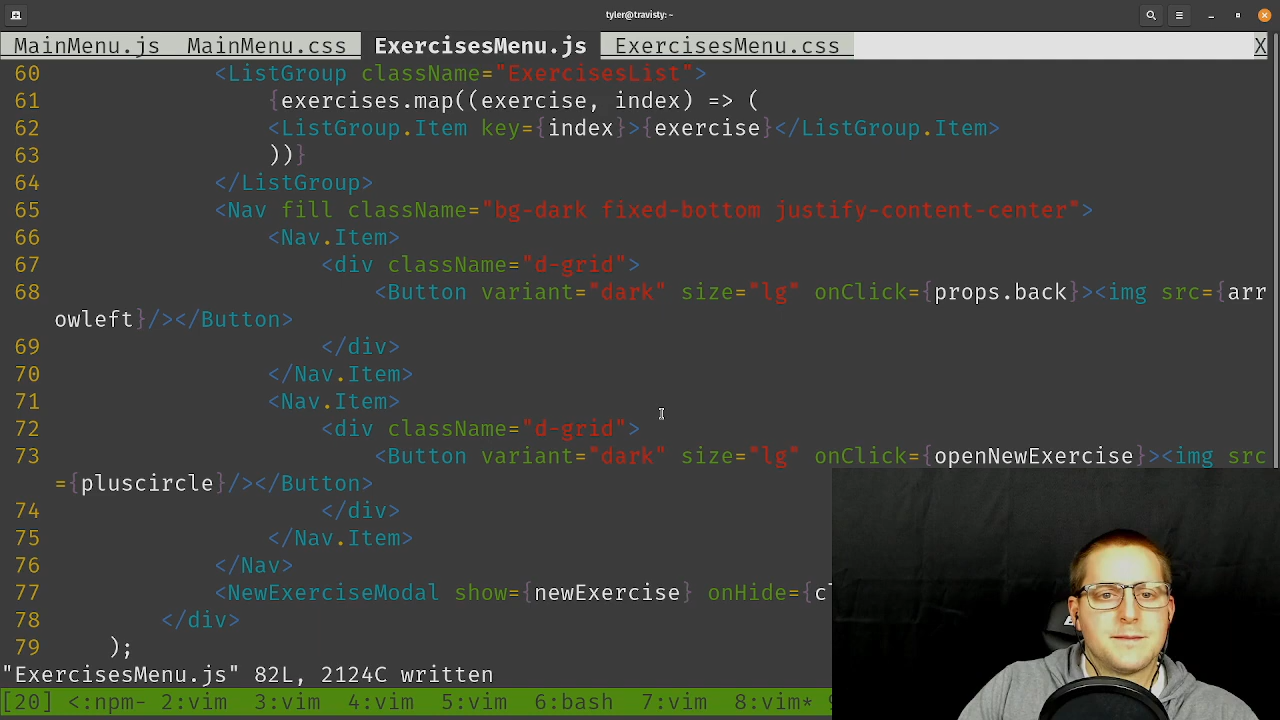 tyler@travisty: ~
MainMenu.js MainMenu.css ExercisesMenu.js ExercisesMenu.css X
60 <ListGroup className="ExercisesList">
61 {exercises.map((exercise, index) => (
62 <ListGroup.Item key={index}>{exercise}</ListGroup.Item>
63 ))}
64 </ListGroup>
65 <Nav fill className="bg-dark fixed-bottom justify-content-center">
66 <Nav.Item>
67 <div className="d-grid">
68 <Button variant="dark" size="lg" onClick={props.back}><img src={arr
owleft}/></Button>
69 </div>
70 </Nav.Item>
71 <Nav.Item>
72 <div className="d-grid">
73 <Button variant="dark" size="lg" onClick={openNewExercise}><img src
={pluscircle}/></Button>
74 </div>
75 </Nav.Item>
76 </Nav>
77 <NewExerciseModal show={newExercise} onHide={cl
78 </div>
79 );
"ExercisesMenu.js" 82L, 2124C written
[20] <:npm- 2:vim 3:vim 4:vim 5:vim 6:bash 7:vim 8:vim*